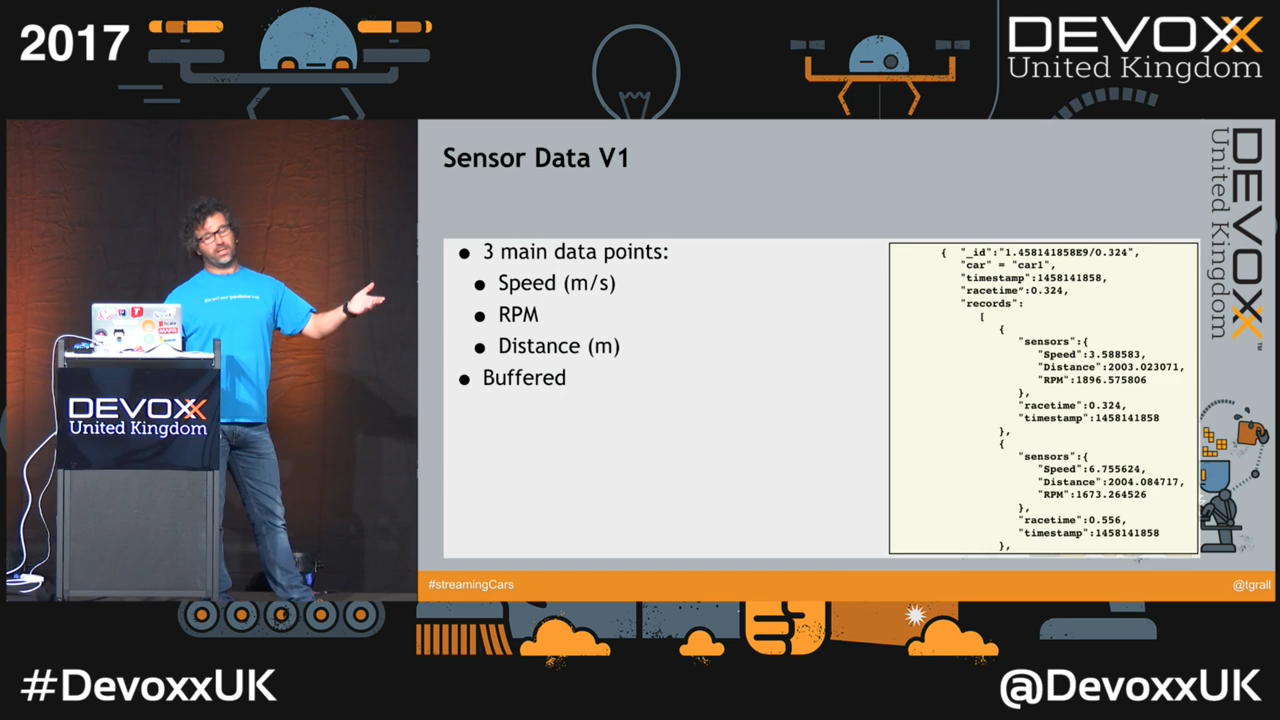 2017
DEVOXX
United Kingdom
Sensor Data V1
DEVOXX™
United Kingdom
● 3 main data points:
● Speed (m/s)
● RPM
● Distance (m)
● Buffered
{ "_id":"1.458141858E9/0.324",
"car" = "car1",
"timestamp":1458141858,
"racetime":0.324,
"records":
[
{
"sensors":{
"Speed":3.588583,
"Distance":2003.023071,
"RPM":1896.575806
},
"racetime":0.324,
"timestamp":1458141858
},
{
"sensors":{
"Speed":6.755624,
"Distance":2004.084717,
"RPM":1673.264526
},
"racetime":0.556,
"timestamp":1458141858
},
DEVOXX
United Kingdom
#streamingCars
@tgrall
#DevoxxUK
@DevoxxUK